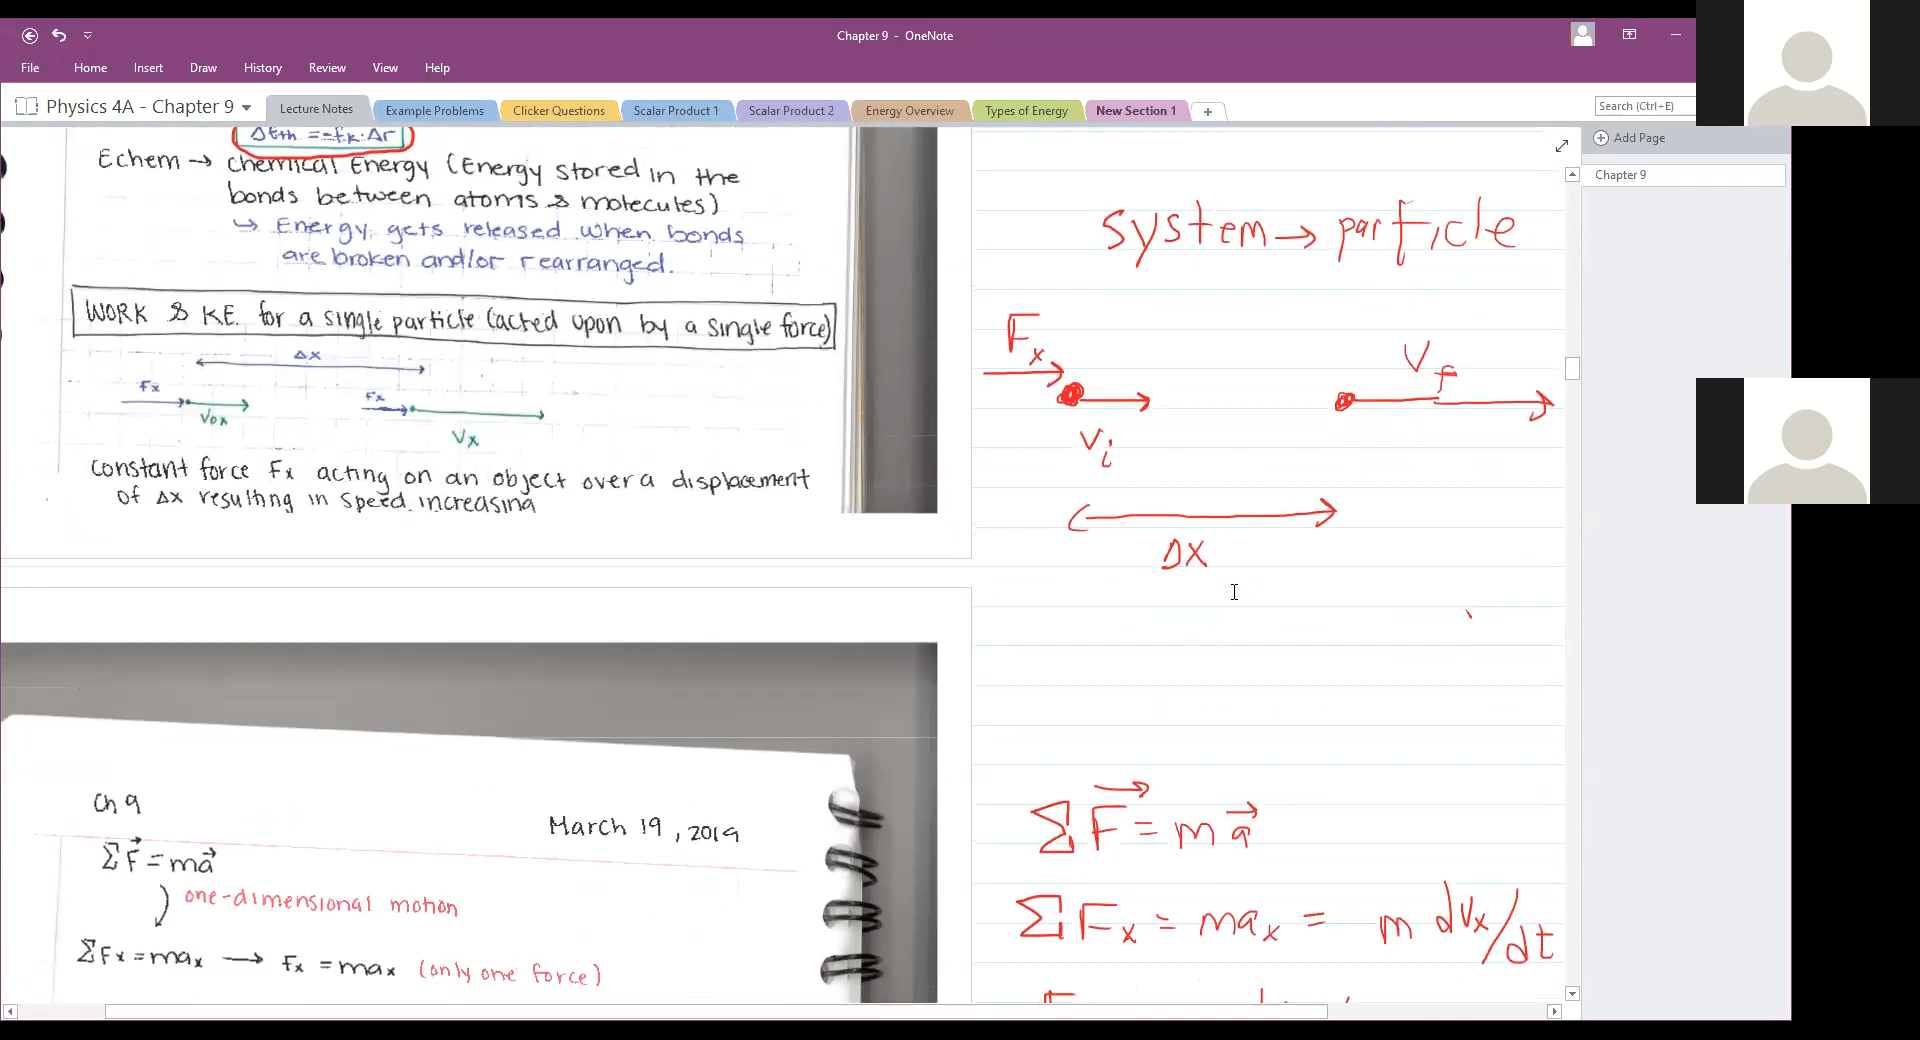 Chapter 9 - OneNote
File Home Insert Draw History Review View Help
Physics 4A - Chapter 9
Lecture Notes Example Problems Clicker Questions Scalar Product 1 Scalar Product 2 Energy Overview Types of Energy New Section 1
Search (Ctrl+E)
Add Page
Chapter 9
ΔEth = -fk·Δr
Echem → Chemical Energy (Energy stored in the
bonds between atoms & molecules)
↳ Energy gets released when bonds
are broken and/or rearranged.
WORK & K.E. for a single particle (acted upon by a single force)
Δx
Fx Fx
Vox
Vx
constant force Fx acting on an object over a displacement
of Δx resulting in speed increasing
Ch 9
March 19, 2019
ΣF⃗ = ma⃗
one-dimensional motion
ΣFx = max → Fx = max (only one force)
system → particle
Fx
Vf
Vi
ΔX
ΣF⃗ = ma⃗
ΣFx = max = m dvx/dt